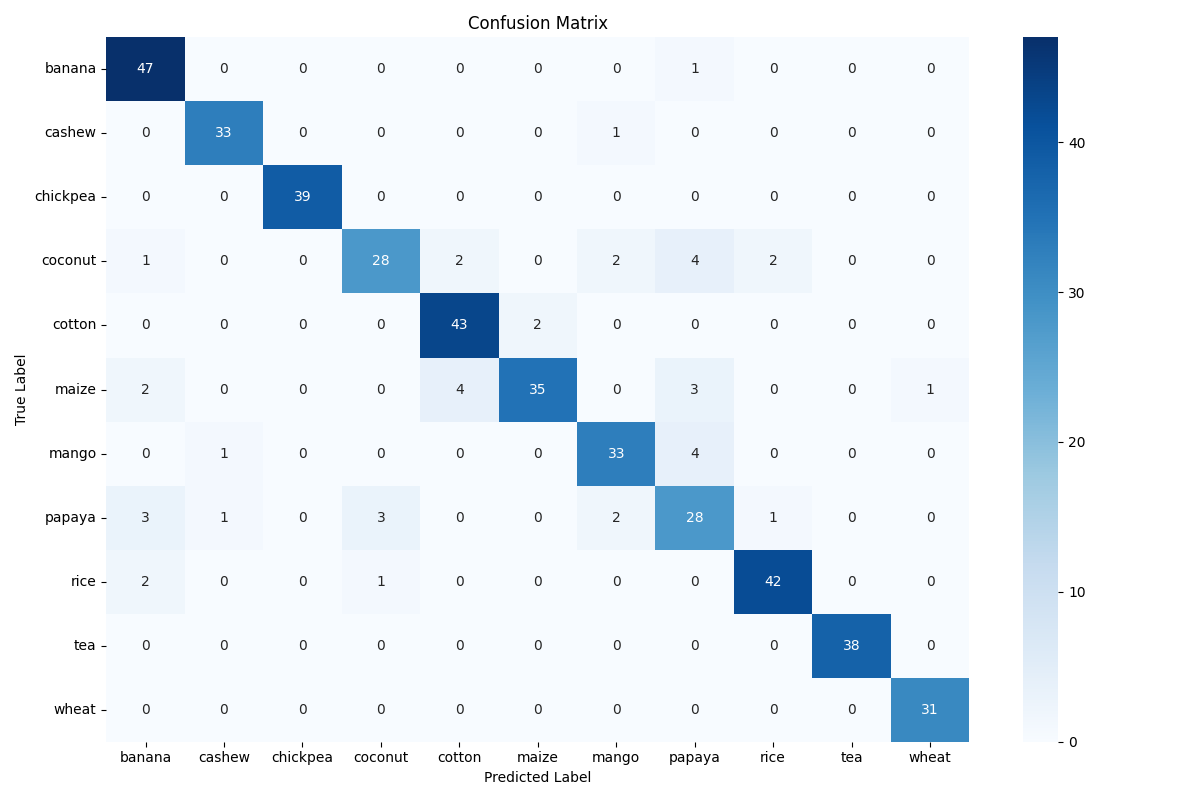 Confusion Matrix
True Label
banana 47 0 0 0 0 0 0 1 0 0 0
cashew 0 33 0 0 0 0 1 0 0 0 0
chickpea 0 0 39 0 0 0 0 0 0 0 0
coconut 1 0 0 28 2 0 2 4 2 0 0
cotton 0 0 0 0 43 2 0 0 0 0 0
maize 2 0 0 0 4 35 0 3 0 0 1
mango 0 1 0 0 0 0 33 4 0 0 0
papaya 3 1 0 3 0 0 2 28 1 0 0
rice 2 0 0 1 0 0 0 0 42 0 0
tea 0 0 0 0 0 0 0 0 0 38 0
wheat 0 0 0 0 0 0 0 0 0 0 31
banana cashew chickpea coconut cotton maize mango papaya rice tea wheat
Predicted Label
40
30
20
10
0